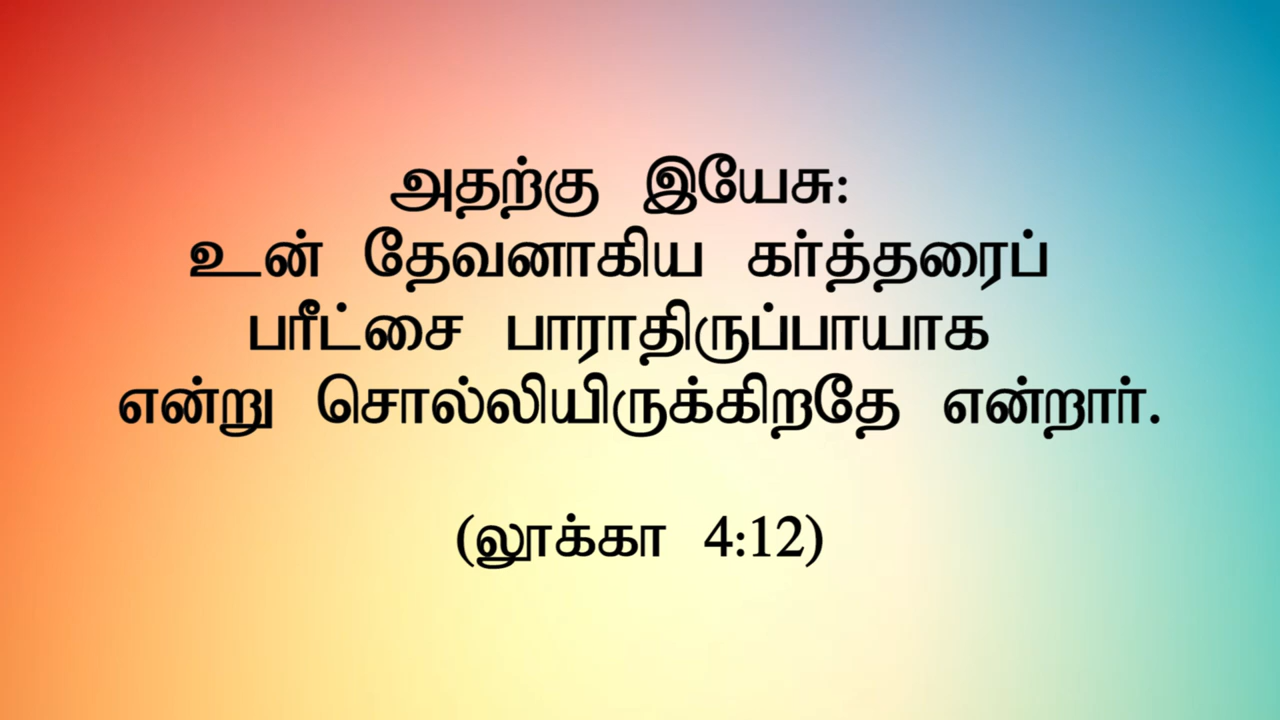 அதற்கு இயேசு:
உன் தேவனாகிய கர்த்தரைப்
பரீட்சை பாராதிருப்பாயாக
என்று சொல்லியிருக்கிறதே என்றார்.
(லூக்கா 4:12)